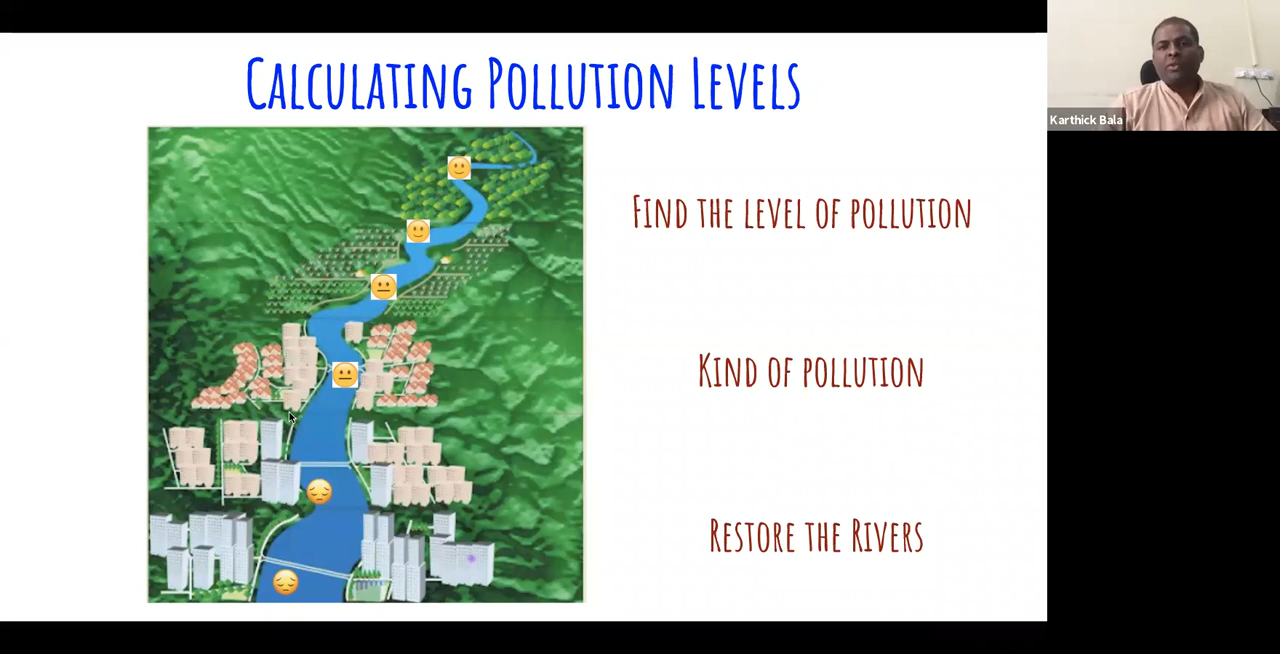 Calculating Pollution Levels
Find the level of pollution
Kind of pollution
Restore the Rivers
Karthick Bala